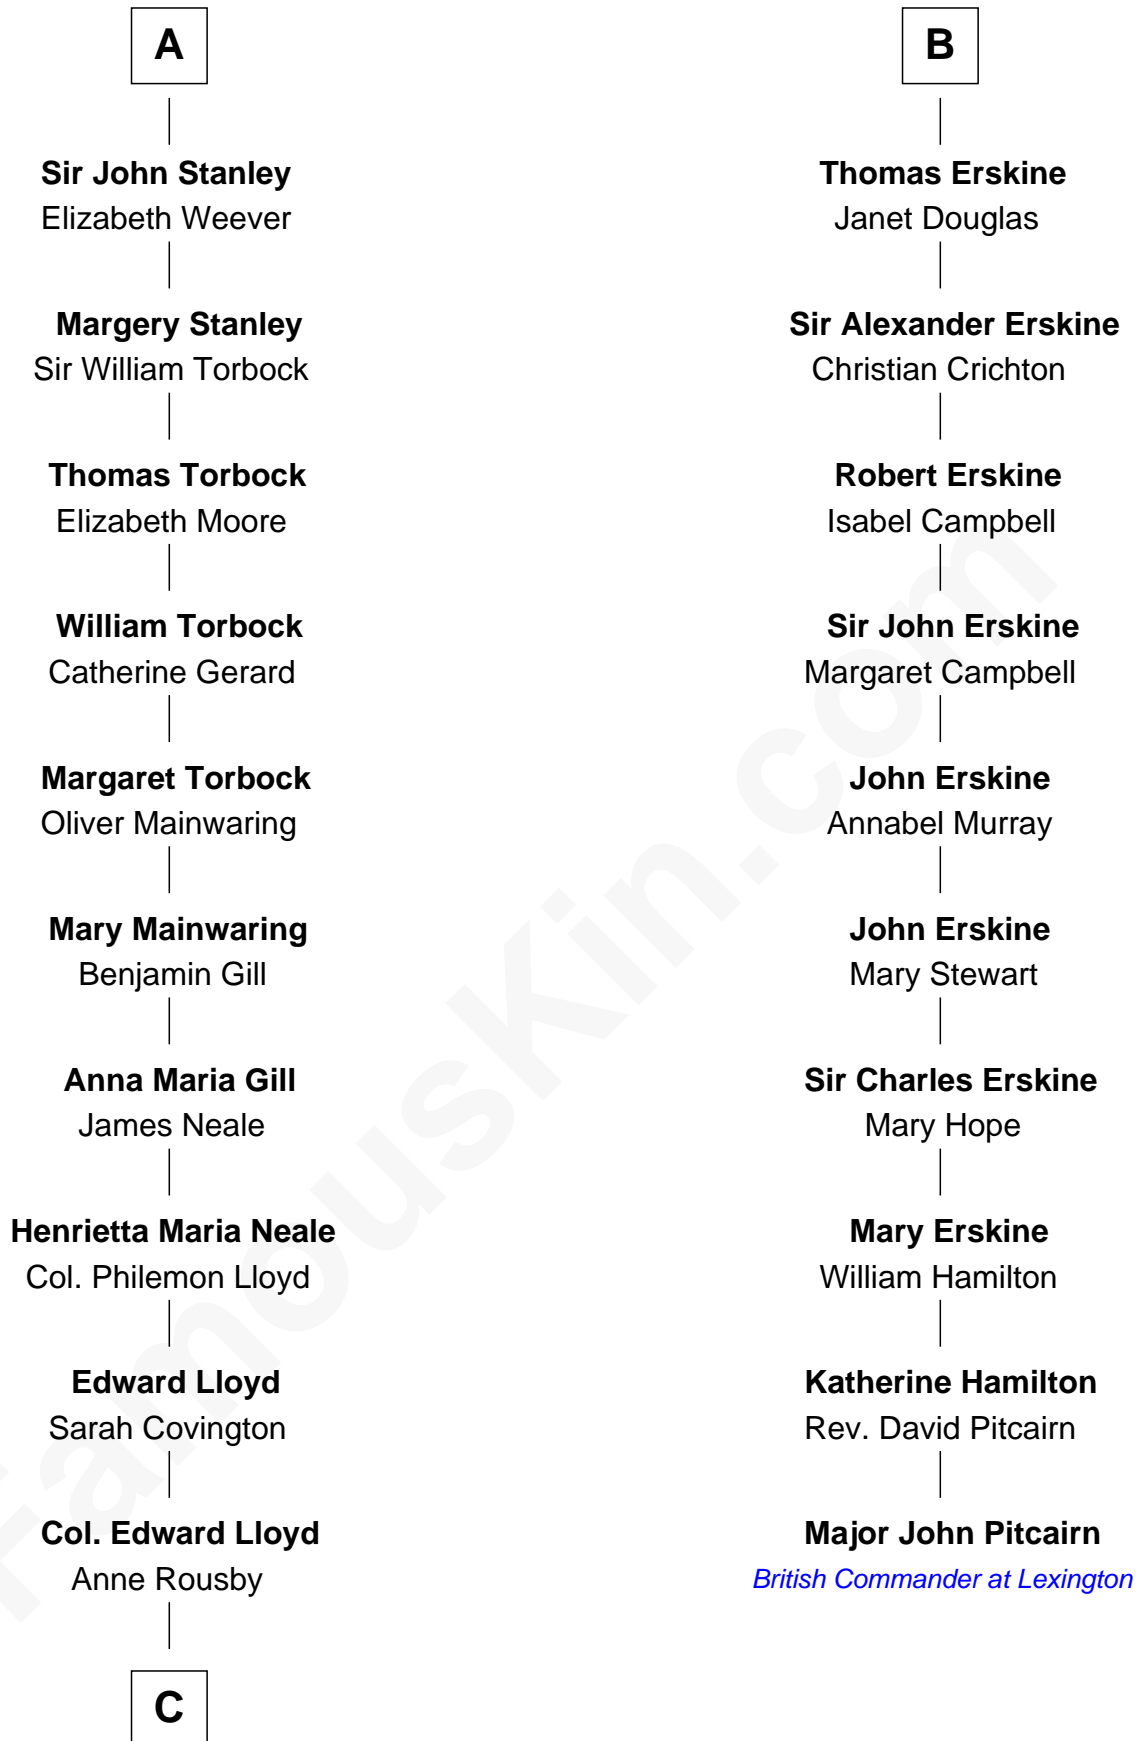 A
Sir John Stanley
Elizabeth Weever
Margery Stanley
Sir William Torbock
Thomas Torbock
Elizabeth Moore
William Torbock
Catherine Gerard
Margaret Torbock
Oliver Mainwaring
Mary Mainwaring
Benjamin Gill
Anna Maria Gill
James Neale
Henrietta Maria Neale
Col. Philemon Lloyd
Edward Lloyd
Sarah Covington
Col. Edward Lloyd
Anne Rousby
C
B
Thomas Erskine
Janet Douglas
Sir Alexander Erskine
Christian Crichton
Robert Erskine
Isabel Campbell
Sir John Erskine
Margaret Campbell
John Erskine
Annabel Murray
John Erskine
Mary Stewart
Sir Charles Erskine
Mary Hope
Mary Erskine
William Hamilton
Katherine Hamilton
Rev. David Pitcairn
Major John Pitcairn
British Commander at Lexington
FamousKin.com